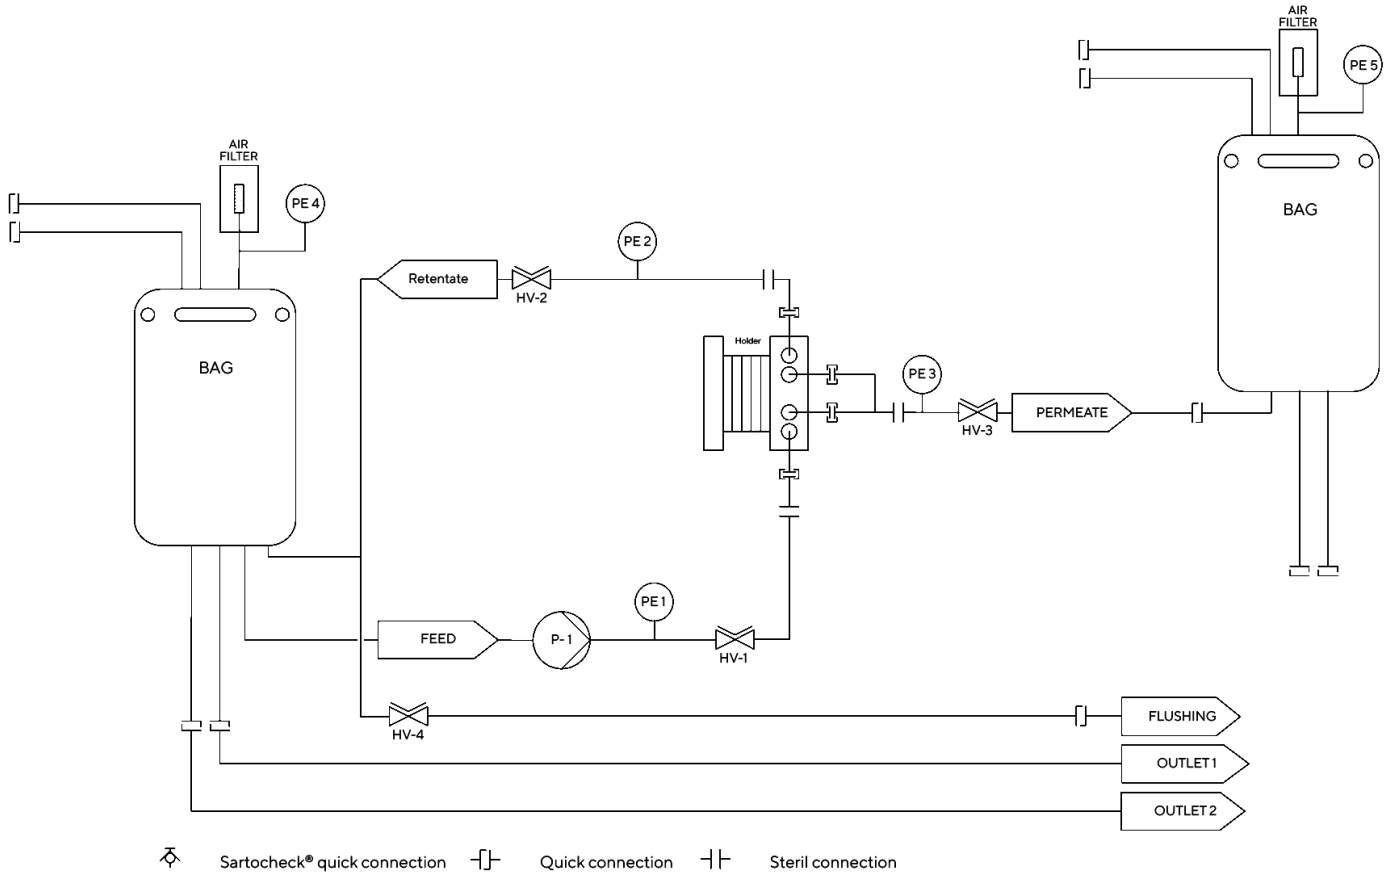 AIR
FILTER
PE 5
BAG
AIR
FILTER
PE 4
BAG
PE 2
Retentate
HV-2
Holder
PE 3
HV-3
PERMEATE
PE 1
FEED
P-1
HV-1
HV-4
FLUSHING
OUTLET 1
OUTLET 2
Sartocheck® quick connection
Quick connection
Steril connection